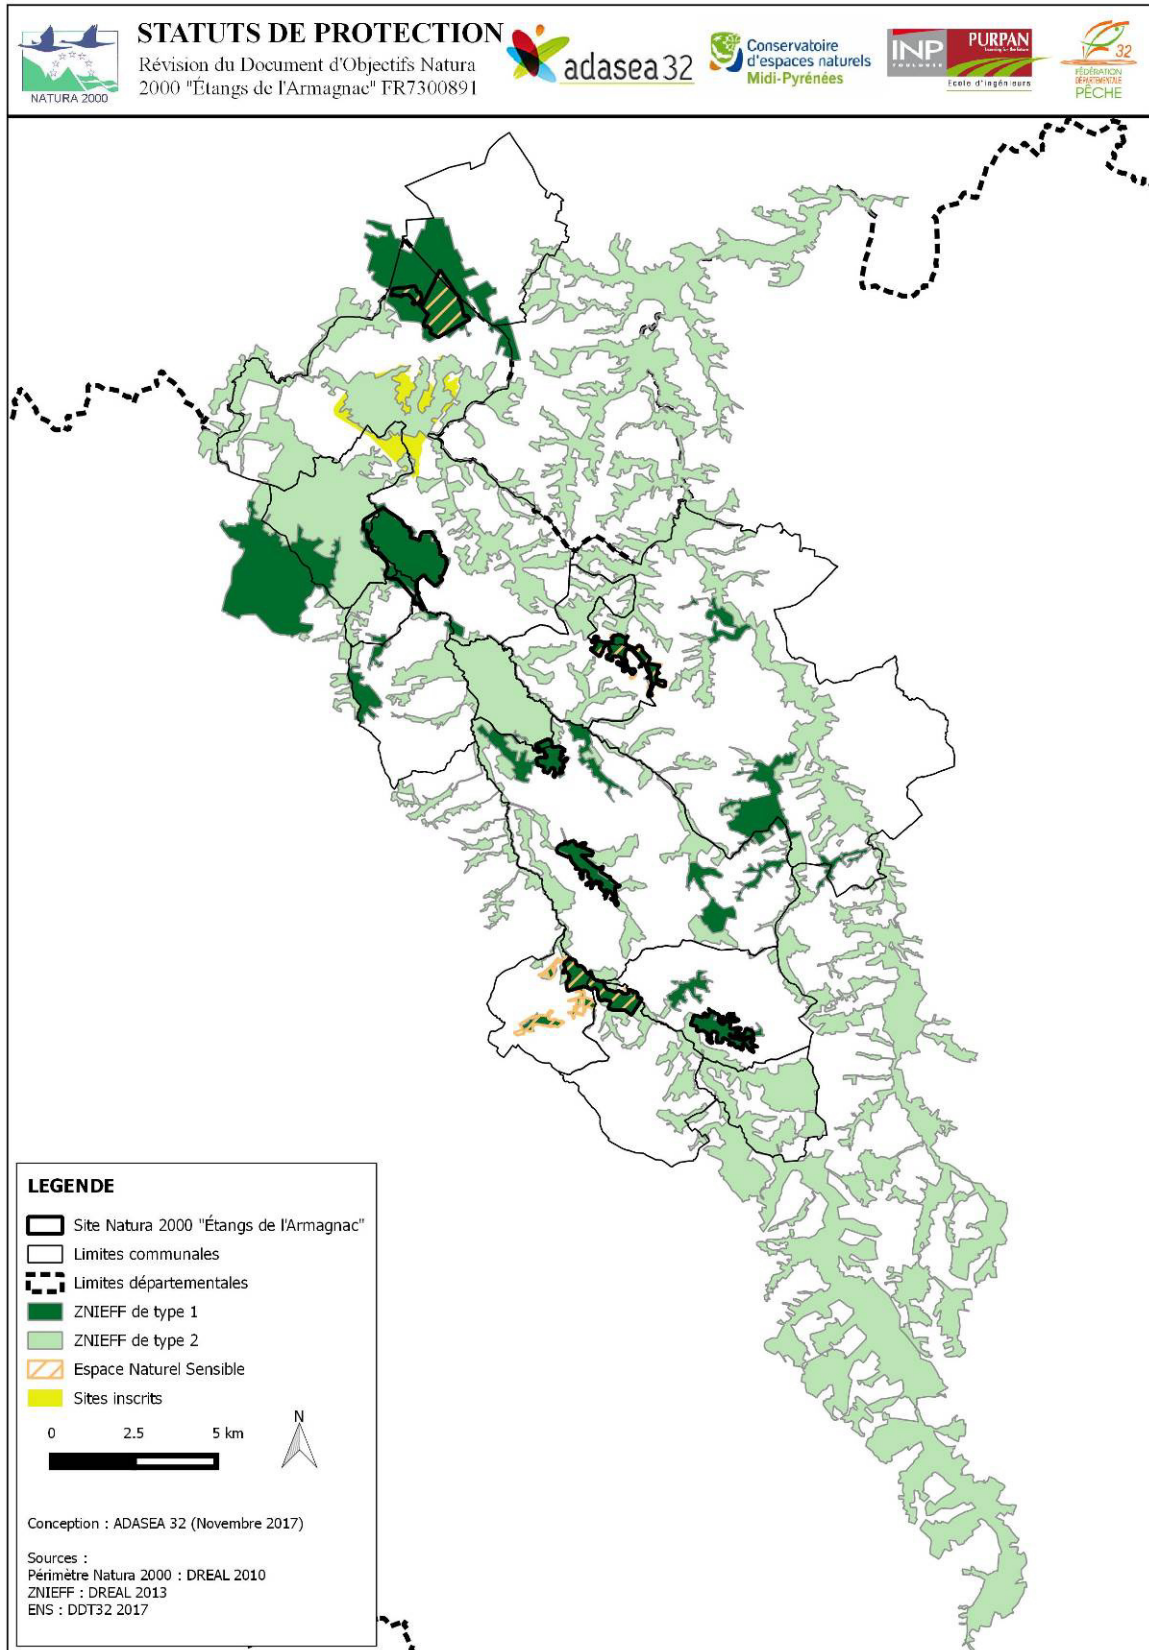 STATUTS DE PROTECTION
Révision du Document d'Objectifs Natura
2000 "Étangs de l'Armagnac" FR7300891
NATURA 2000
adasea 32
Conservatoire
d'espaces naturels
Midi-Pyrénées
INP
TOULOUSE
PURPAN
Ecole d'ingénieurs
32
FÉDÉRATION
DÉPARTEMENTALE
PÊCHE
LEGENDE
Site Natura 2000 "Étangs de l'Armagnac"
Limites communales
Limites départementales
ZNIEFF de type 1
ZNIEFF de type 2
Espace Naturel Sensible
Sites inscrits
0 2.5 5 km
N
Conception : ADASEA 32 (Novembre 2017)
Sources :
Périmètre Natura 2000 : DREAL 2010
ZNIEFF : DREAL 2013
ENS : DDT32 2017